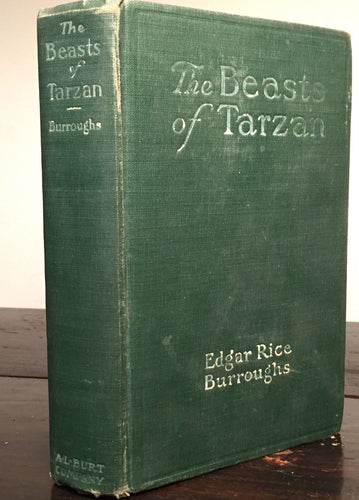 The
Beasts
of
Tarzan
Burroughs
A.L. BURT
COMPANY
The Beasts
of Tarzan
Edgar Rice
Burroughs